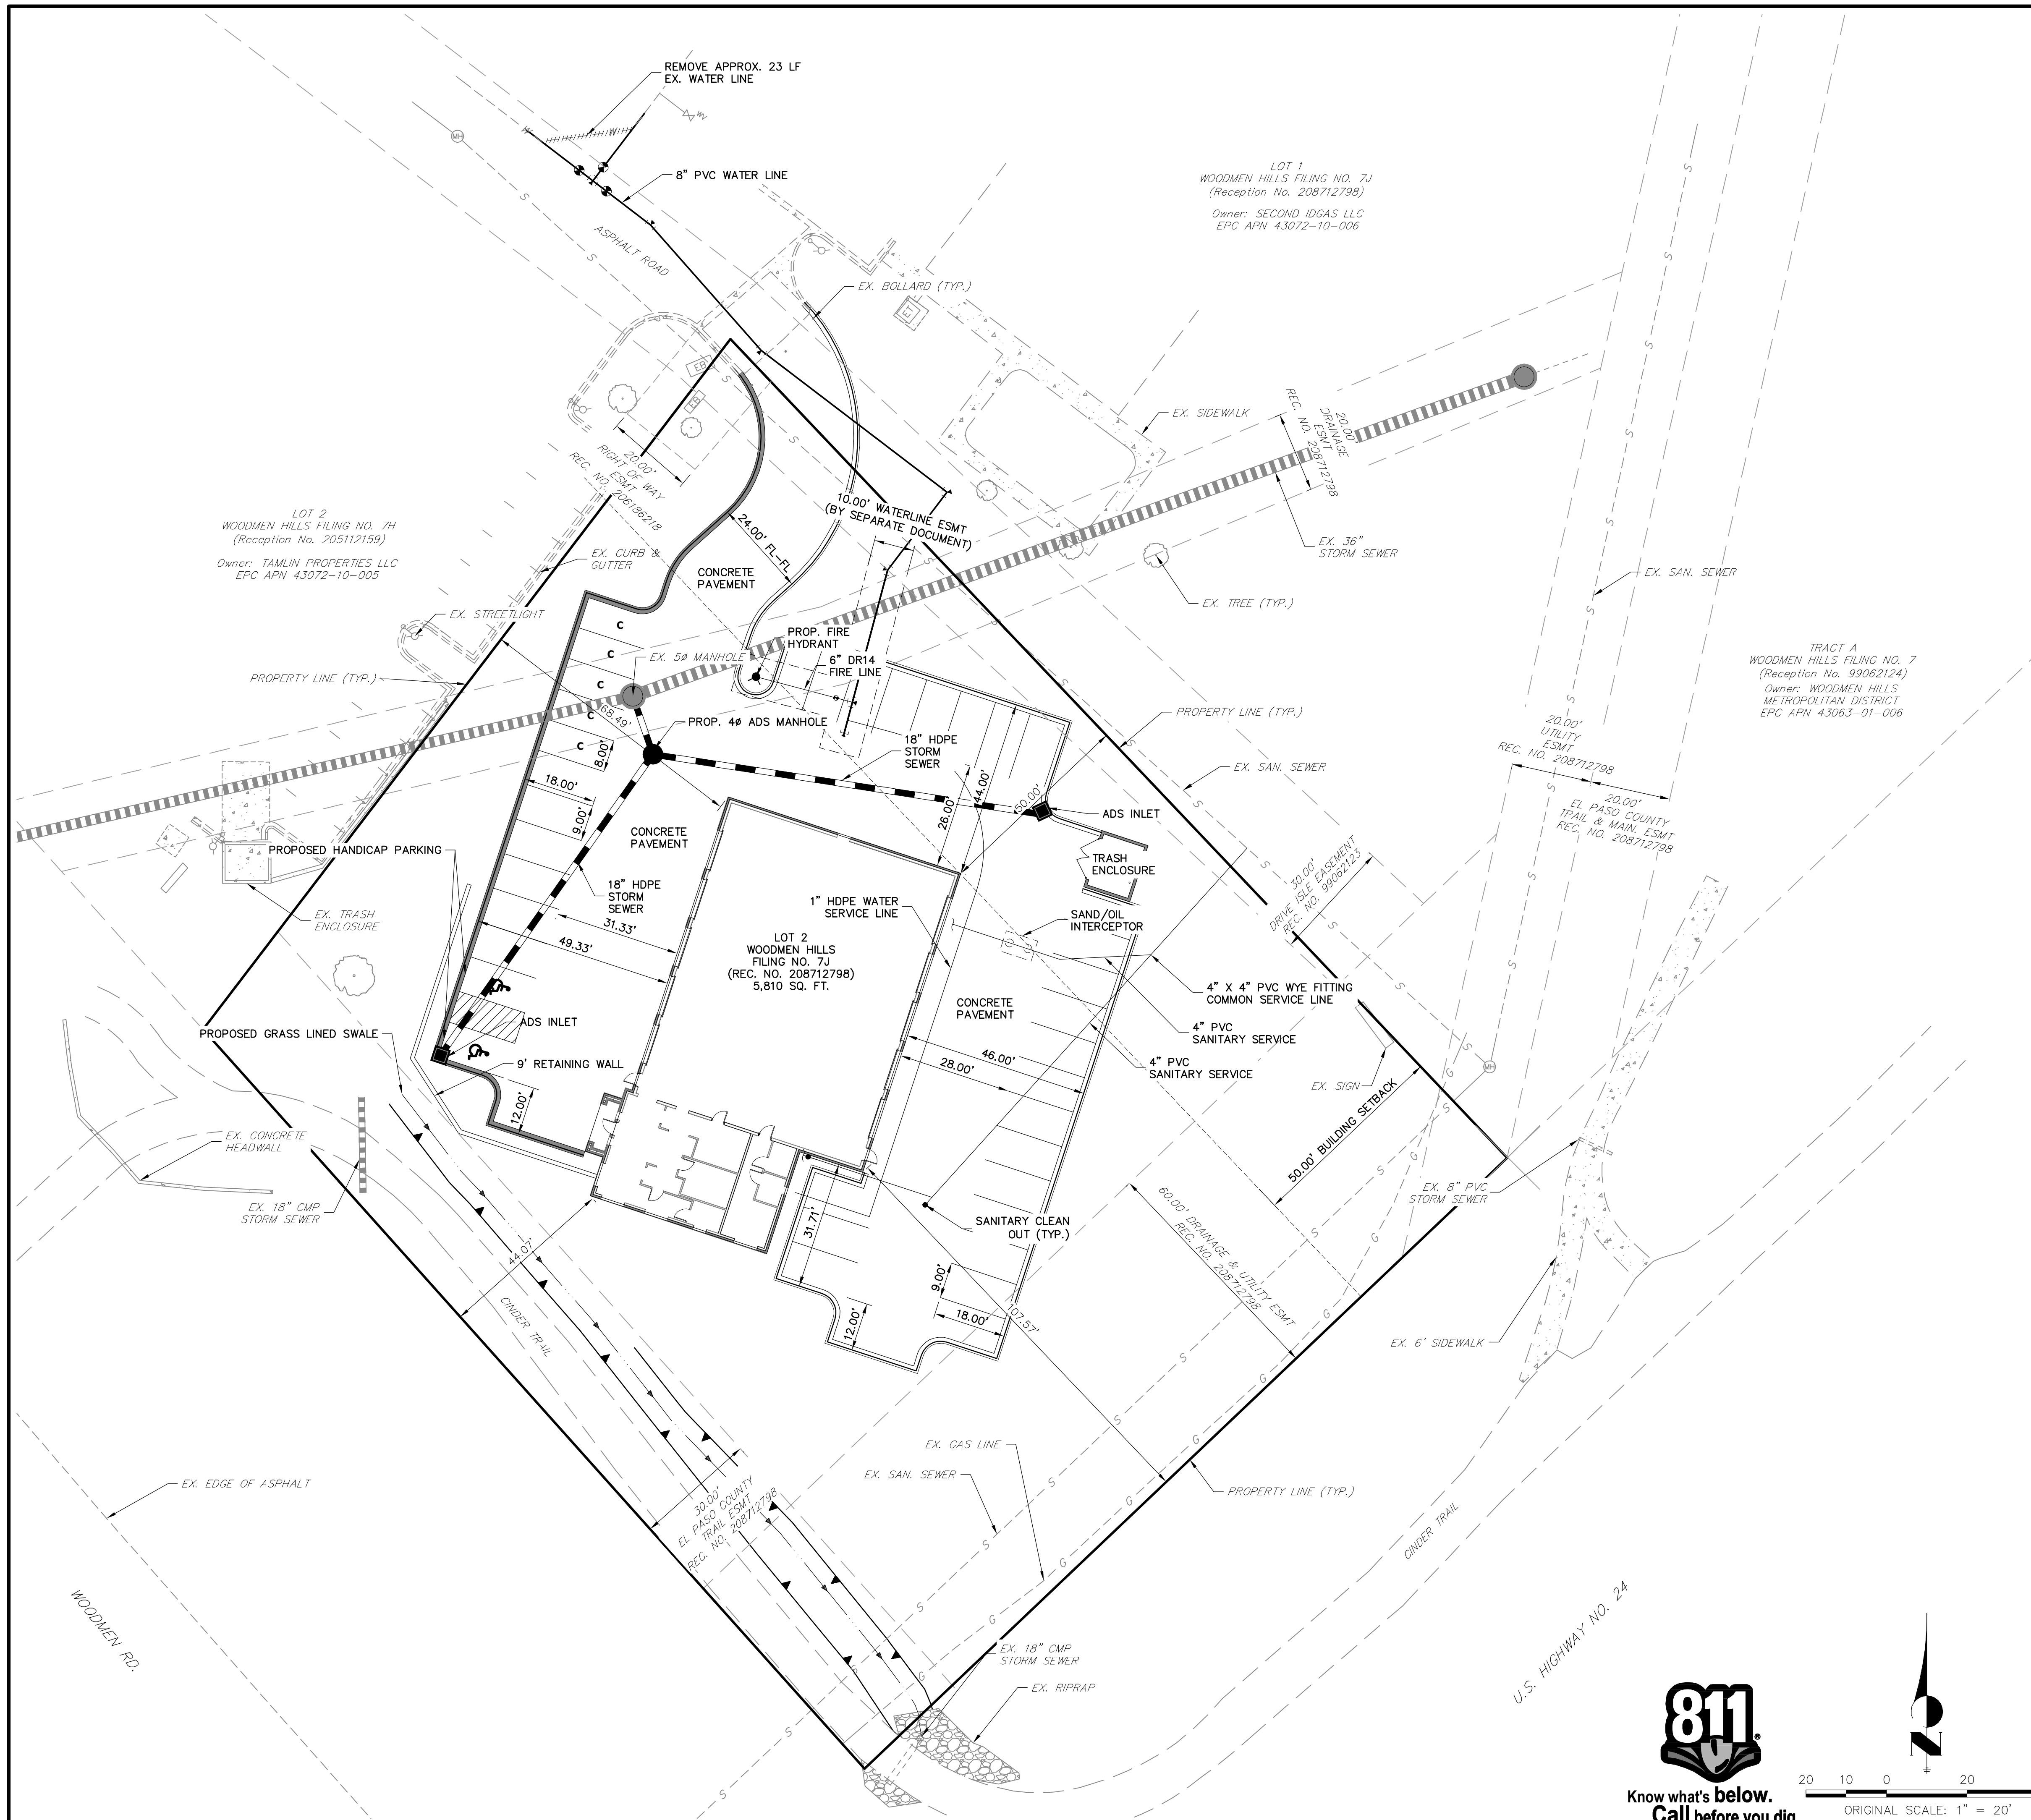 REMOVE APPROX. 23 LF
EX. WATER LINE
WV
MH
8" PVC WATER LINE
LOT 1
WOODMEN HILLS FILING NO. 7J
(Reception No. 208712798)
Owner: SECOND IDGAS LLC
EPC APN 43072-10-006
ASPHALT ROAD
EX. BOLLARD (TYP.)
ET
EB
EB
EX. SIDEWALK
20.00'
DRAINAGE
ESMT
REC. NO. 208712798
20.00'
RIGHT OF WAY
ESMT
REC. NO. 206186218
10.00' WATERLINE ESMT
(BY SEPARATE DOCUMENT)
24.00' FL-FL
LOT 2
WOODMEN HILLS FILING NO. 7H
(Reception No. 205112159)
Owner: TAMLIN PROPERTIES LLC
EPC APN 43072-10-005
EX. CURB &
GUTTER
CONCRETE
PAVEMENT
EX. 36"
STORM SEWER
EX. SAN. SEWER
EX. TREE (TYP.)
EX. STREETLIGHT
C
C
C
C
C
PROP. FIRE
HYDRANT
EX. 5ø MANHOLE
6" DR14
FIRE LINE
TRACT A
WOODMEN HILLS FILING NO. 7
(Reception No. 99062124)
Owner: WOODMEN HILLS
METROPOLITAN DISTRICT
EPC APN 43063-01-006
PROPERTY LINE (TYP.)
68.49'
PROP. 4ø ADS MANHOLE
PROPERTY LINE (TYP.)
8.00'
18" HDPE
STORM
SEWER
20.00'
UTILITY
ESMT
REC. NO. 208712798
EX. SAN. SEWER
18.00'
9.00'
26.00'
44.00'
50.00'
ADS INLET
20.00'
EL PASO COUNTY
TRAIL & MAIN. ESMT
REC. NO. 208712798
CONCRETE
PAVEMENT
PROPOSED HANDICAP PARKING
TRASH
ENCLOSURE
18" HDPE
STORM
SEWER
1" HDPE WATER
SERVICE LINE
30.00'
DRIVE ISLE EASEMENT
REC. NO. 99062123
EX. TRASH
ENCLOSURE
31.33'
49.33'
SAND/OIL
INTERCEPTOR
LOT 2
WOODMEN HILLS
FILING NO. 7J
(REC. NO. 208712798)
5,810 SQ. FT.
4" X 4" PVC WYE FITTING
COMMON SERVICE LINE
CONCRETE
PAVEMENT
ADS INLET
4" PVC
SANITARY SERVICE
PROPOSED GRASS LINED SWALE
9' RETAINING WALL
46.00'
28.00'
4" PVC
SANITARY SERVICE
MH
EX. SIGN
50.00' BUILDING SETBACK
12.00'
EX. CONCRETE
HEADWALL
EX. 18" CMP
STORM SEWER
EX. 8" PVC
STORM SEWER
60.00' DRAINAGE & UTILITY ESMT
REC. NO. 208712798
31.71'
SANITARY CLEAN
OUT (TYP.)
44.07'
CINDER TRAIL
9.00'
18.00'
12.00'
107.57'
EX. 6' SIDEWALK
EX. GAS LINE
EX. SAN. SEWER
EX. EDGE OF ASPHALT
PROPERTY LINE (TYP.)
30.00'
EL PASO COUNTY
TRAIL ESMT
REC. NO. 208712798
CINDER TRAIL
WOODMEN RD.
U.S. HIGHWAY NO. 24
EX. 18" CMP
STORM SEWER
EX. RIPRAP
811®
Know what's below.
Call before you dig
N
20 10 0 20
ORIGINAL SCALE: 1" = 20'